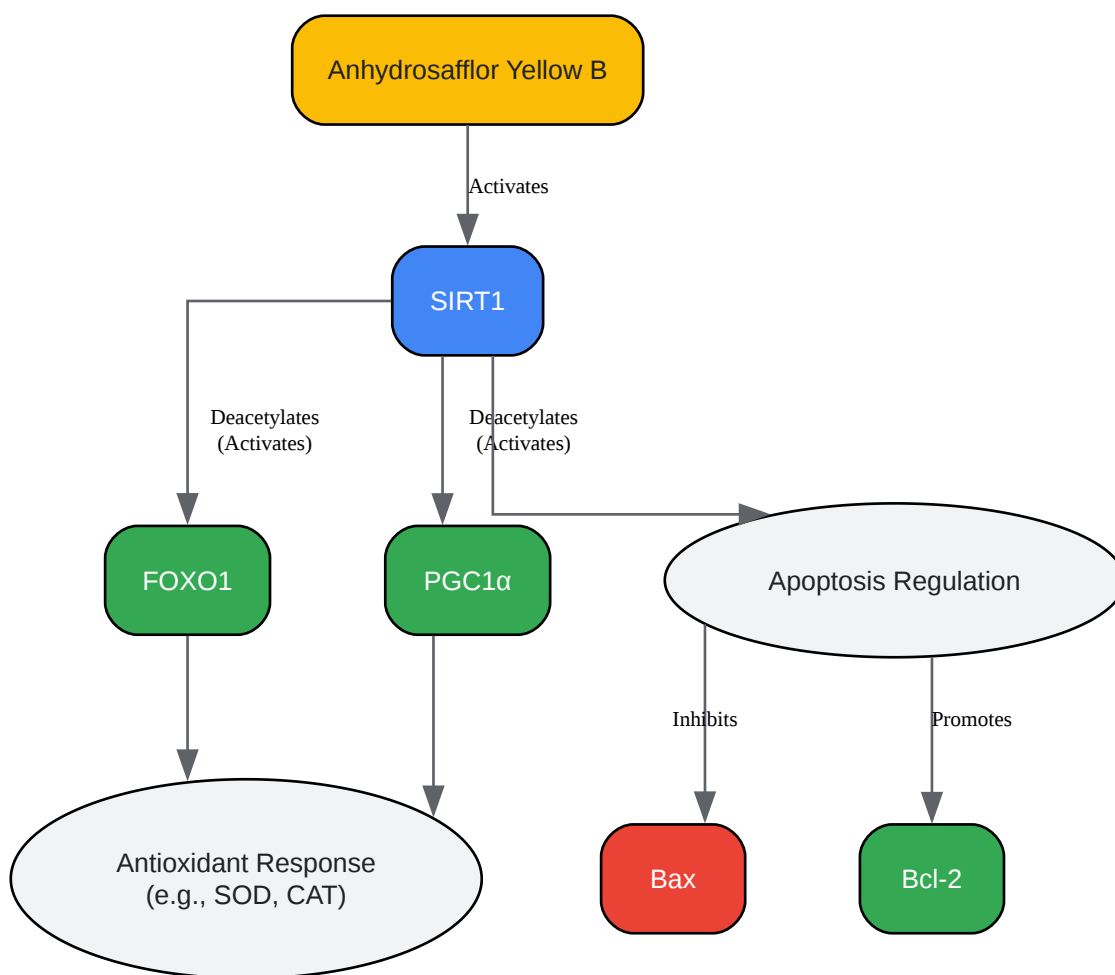 Anhydrosafflor Yellow B
Activates
SIRT1
Deacetylates
(Activates)
Deacetylates
(Activates)
FOXO1
PGC1α
Apoptosis Regulation
Inhibits
Promotes
Antioxidant Response
(e.g., SOD, CAT)
Bax
Bcl-2